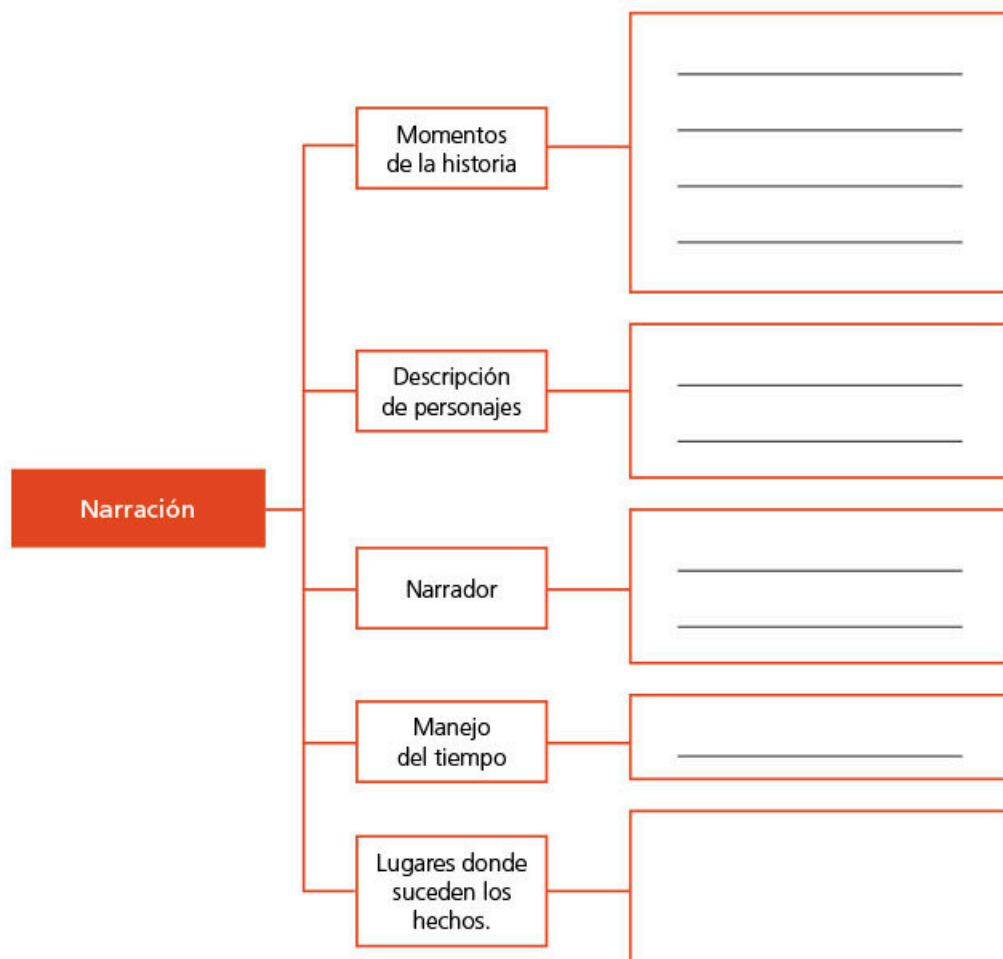 Momentos
de la historia
Descripción
de personajes
Narración
Narrador
Manejo
del tiempo
Lugares donde
suceden los
hechos.